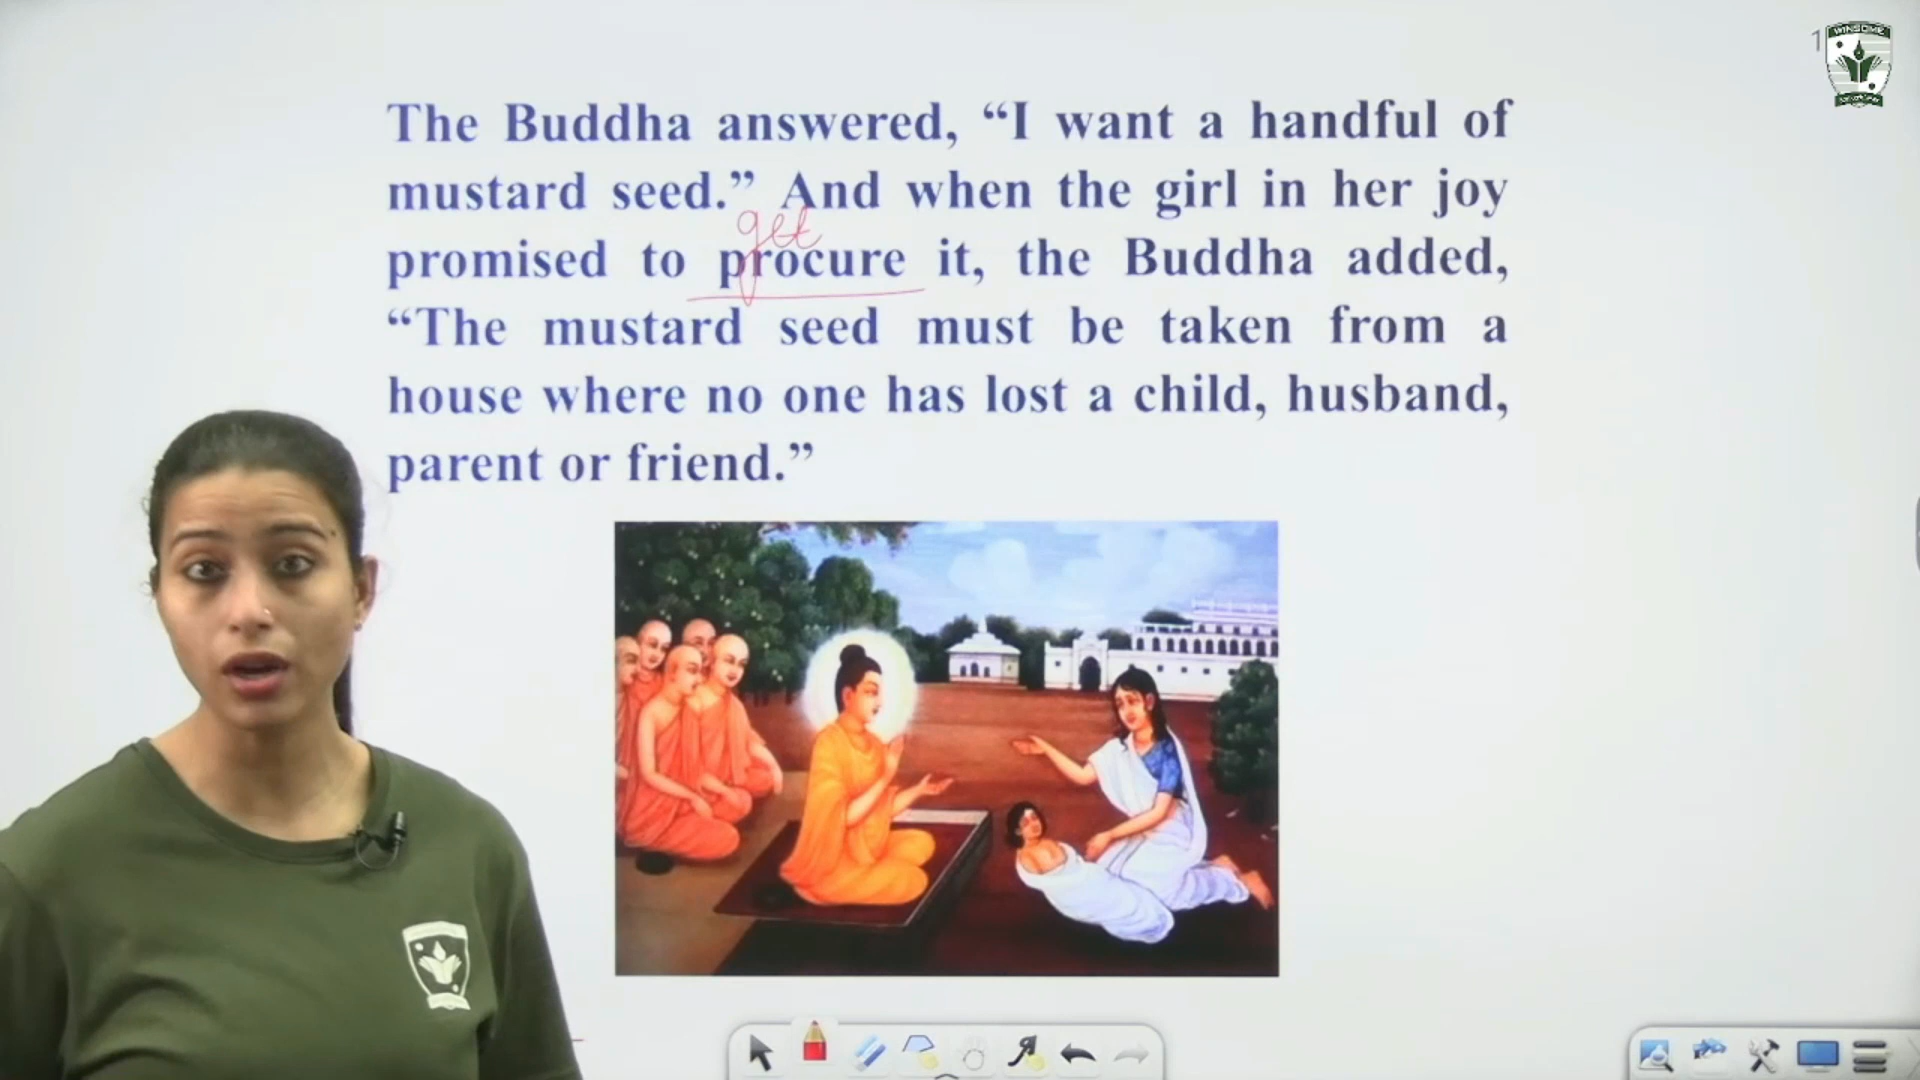 WINSOME
The Buddha answered, “I want a handful of
mustard seed.” And when the girl in her joy
get
promised to procure it, the Buddha added,
“The mustard seed must be taken from a
house where no one has lost a child, husband,
parent or friend.”